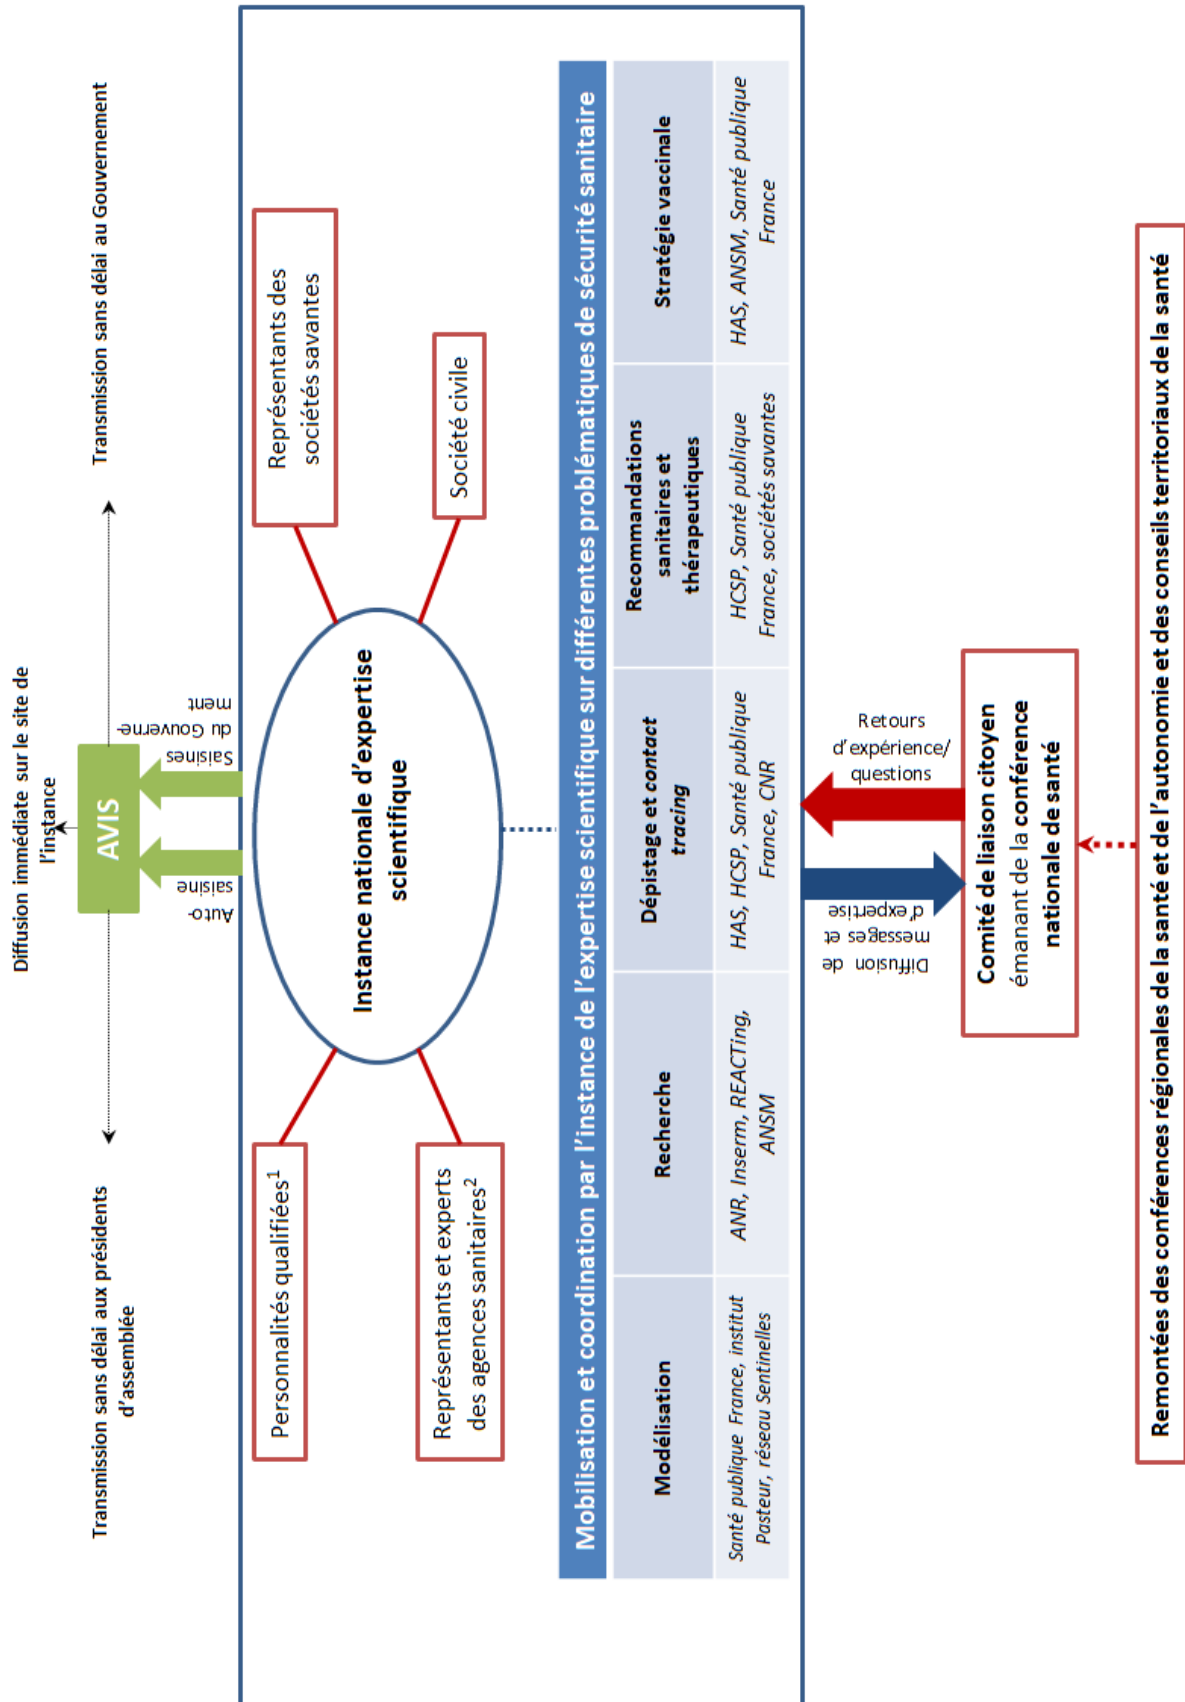 Diffusion immédiate sur le site de
l'instance
Transmission sans délai aux présidents
d'assemblée
AVIS
Transmission sans délai au Gouvernement
Auto-
saisine
Saisines
du Gouverne-
ment
Personnalités qualifiées1
Représentants des
sociétés savantes
Instance nationale d'expertise
scientifique
Représentants et experts
des agences sanitaires2
Société civile
Mobilisation et coordination par l'instance de l'expertise scientifique sur différentes problématiques de sécurité sanitaire
Modélisation
Recherche
Dépistage et contact
tracing
Recommandations
sanitaires et
thérapeutiques
Stratégie vaccinale
Santé publique France, institut
Pasteur, réseau Sentinelles
ANR, Inserm, REACTing,
ANSM
HAS, HCSP, Santé publique
France, CNR
HCSP, Santé publique
France, sociétés savantes
HAS, ANSM, Santé publique
France
Diffusion de
messages et
d'expertise
Retours
d'expérience/
questions
Comité de liaison citoyen
émanant de la conférence
nationale de santé
Remontées des conférences régionales de la santé et de l'autonomie et des conseils territoriaux de la santé